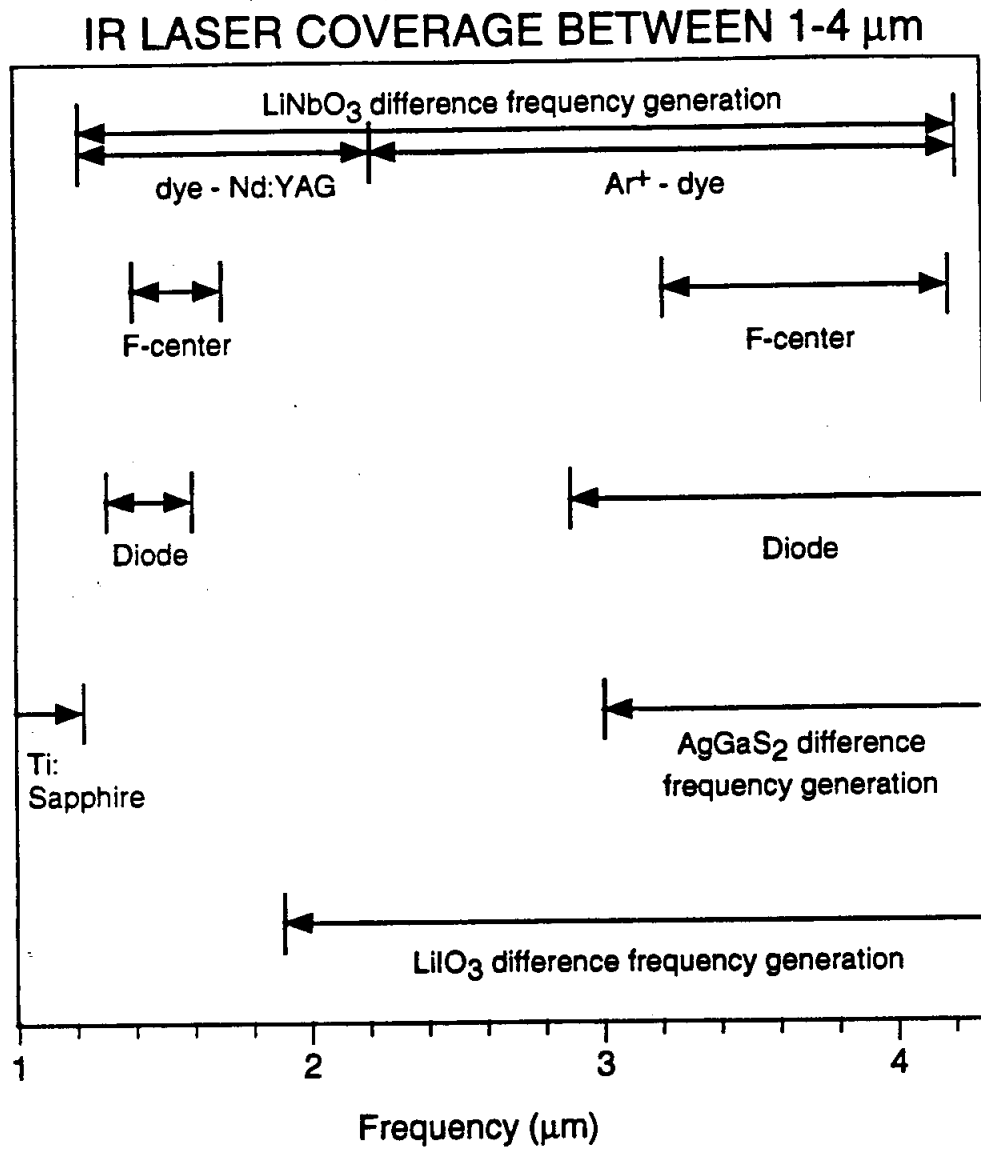 IR LASER COVERAGE BETWEEN 1-4 μm
LiNbO3 difference frequency generation
dye - Nd:YAG
Ar+ - dye
F-center
F-center
Diode
Diode
Ti:
Sapphire
AgGaS2 difference
frequency generation
LiIO3 difference frequency generation
1 2 3 4
Frequency (μm)